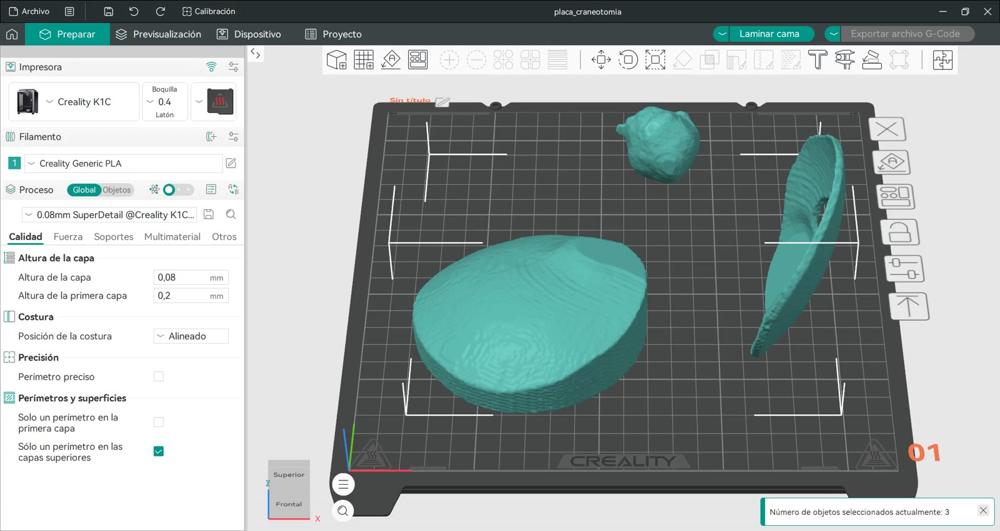 Archivo
Calibración
placa_craneotomia
Preparar
Previsualización
Dispositivo
Proyecto
Laminar cama
Exportar archivo G-Code
Impresora
Creality K1C
Boquilla
0.4
Latón
Filamento
1
Creality Generic PLA
Proceso
Global
Objetos
0.08mm SuperDetail @Creality K1C...
Calidad
Fuerza
Soportes
Multimaterial
Otros
Altura de la capa
Altura de la capa
0,08
mm
Altura de la primera capa
0,2
mm
Costura
Posición de la costura
Alineado
Precisión
Perímetro preciso
Perímetros y superficies
Solo un perímetro en la
primera capa
Sólo un perímetro en las
capas superiores
Sin título
CREALITY
01
Superior
Frontal
Z
X
Número de objetos seleccionados actualmente: 3